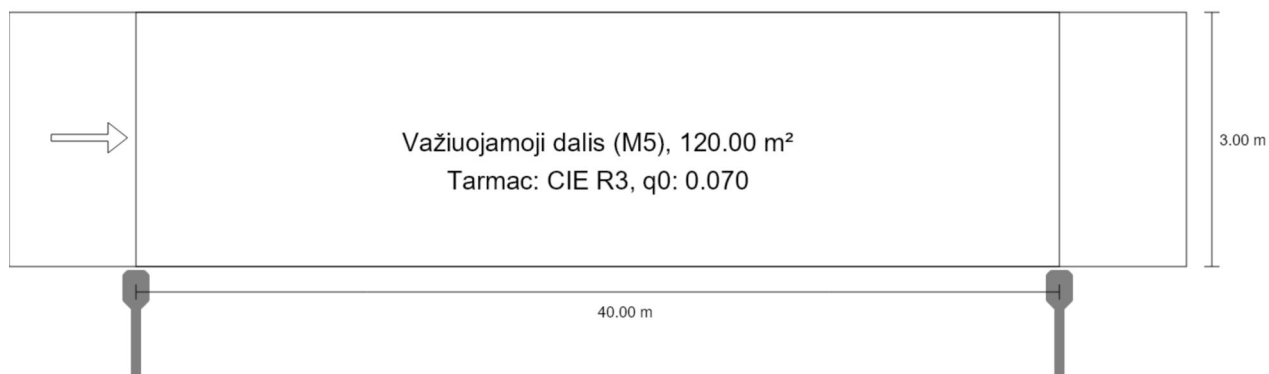 Važiuojamoji dalis (M5), 120.00 m²
Tarmac: CIE R3, q0: 0.070
3.00 m
40.00 m